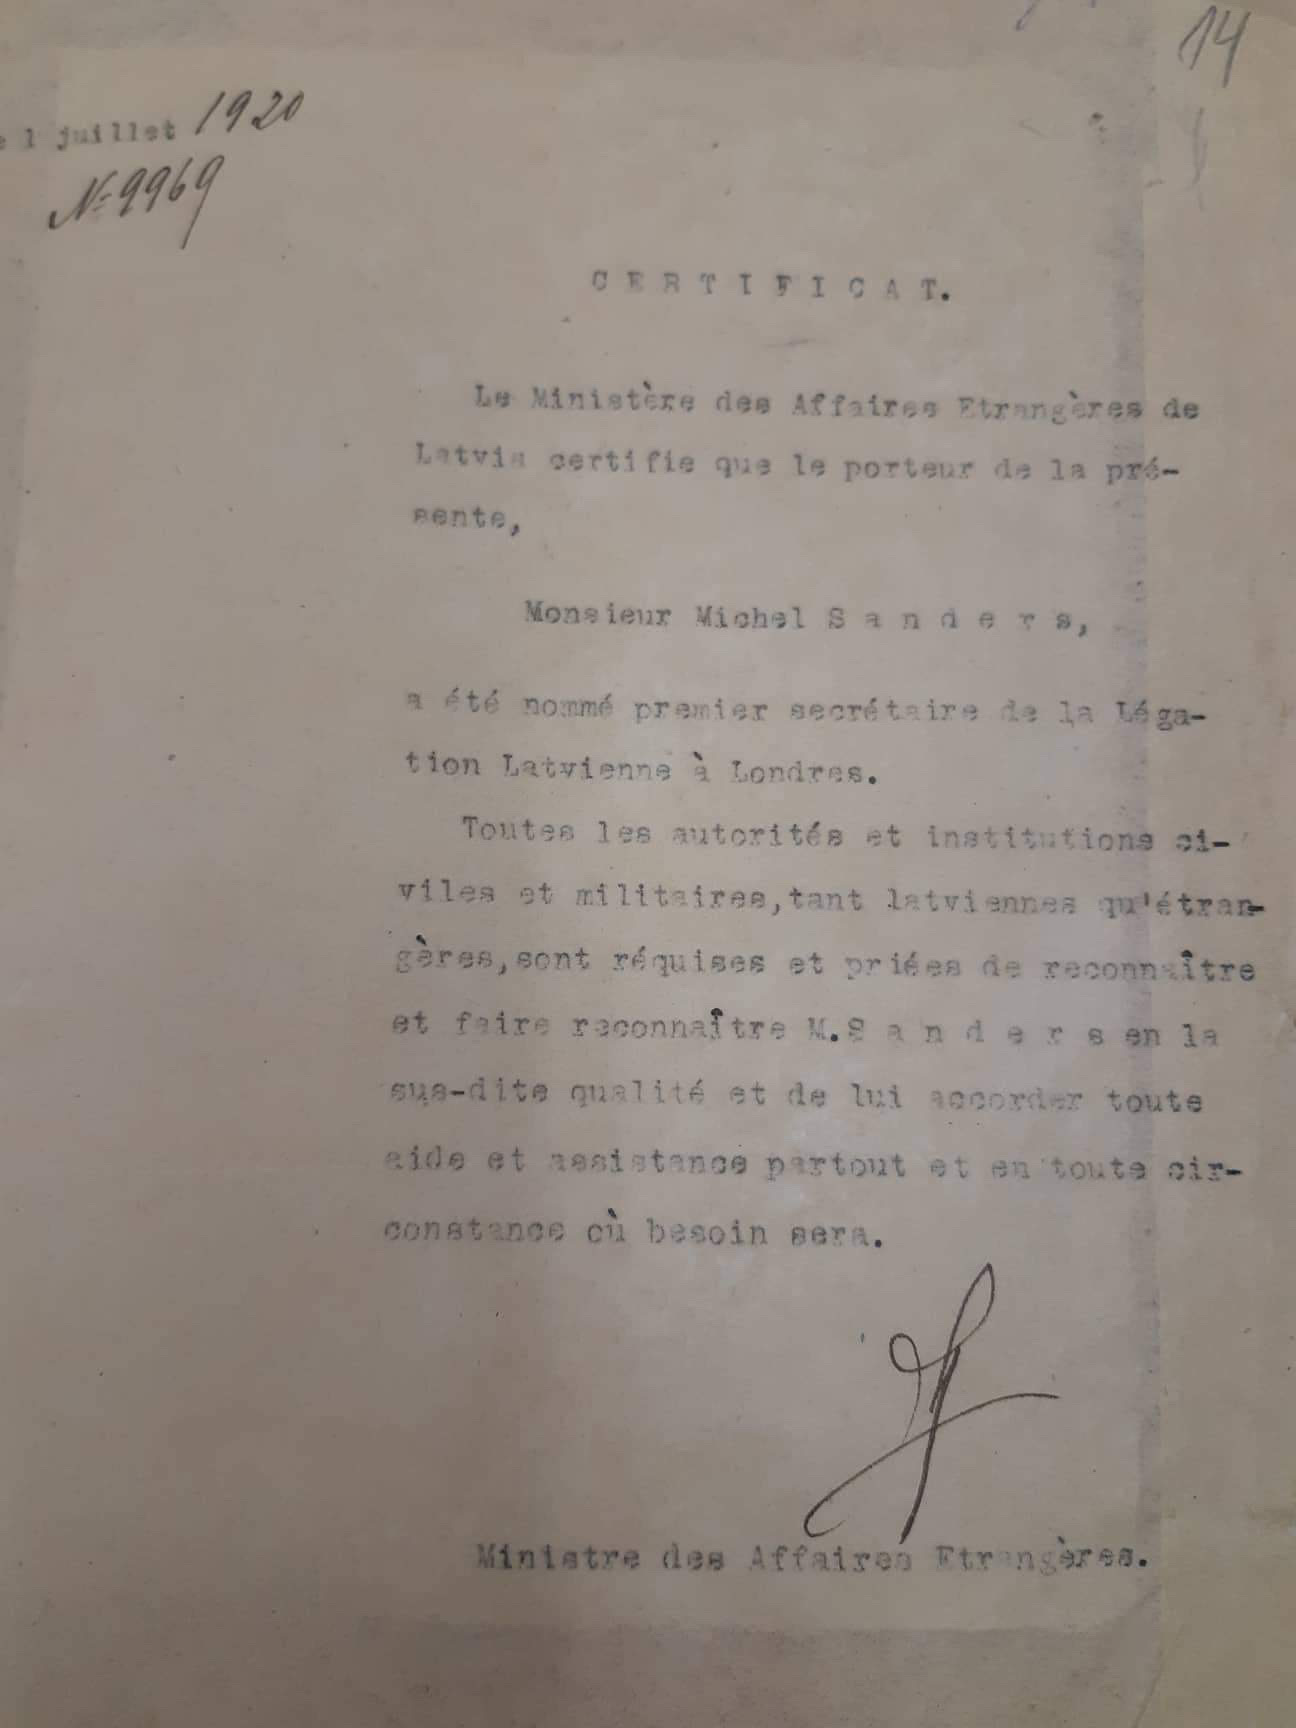 14
e 1 juillet 1920
№ 9969
CERTIFICAT.
Le Ministère des Affaires Etrangères de
Latvia certifie que le porteur de la pré-
sente,
Monsieur Michel Sanders,
a été nommé premier secrétaire de la Léga-
tion Latvienne à Londres.
Toutes les autorités et institutions ci-
viles et militaires,tant latviennes qu'étran-
gères,sont réquises et priées de reconnaître
et faire reconnaître M.Sanders en la
sus-dite qualité et de lui accorder toute
aide et assistance partout et en toute cir-
constance où besoin sera.
Ministre des Affaires Etrangères.